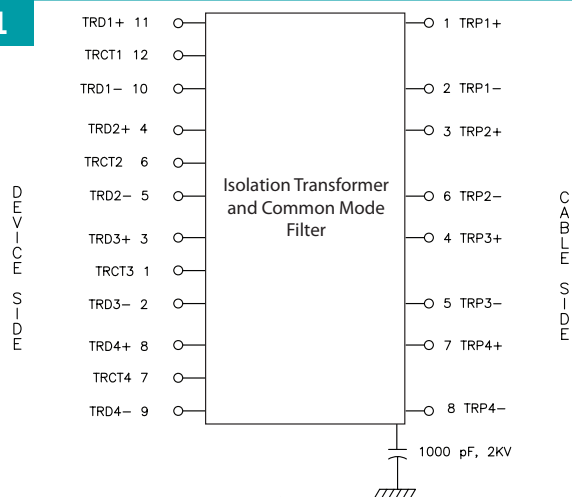 1
TRD1+ 11
TRCT1 12
TRD1− 10
TRD2+ 4
TRCT2 6
TRD2− 5
TRD3+ 3
TRCT3 1
TRD3− 2
TRD4+ 8
TRCT4 7
TRD4− 9
DEVICE SIDE
Isolation Transformer
and Common Mode
Filter
1 TRP1+
2 TRP1−
3 TRP2+
6 TRP2−
4 TRP3+
5 TRP3−
7 TRP4+
8 TRP4−
CABLE SIDE
1000 pF, 2KV